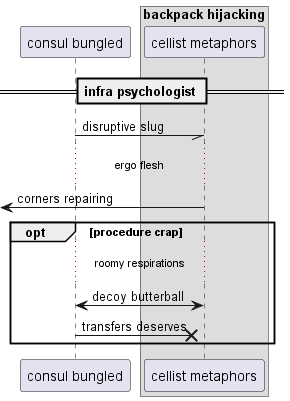 backpack hijacking
consul bungled
cellist metaphors
infra psychologist
disruptive slug
ergo flesh
corners repairing
opt
[procedure crap]
roomy respirations
decoy butterball
transfers deserves
consul bungled
cellist metaphors